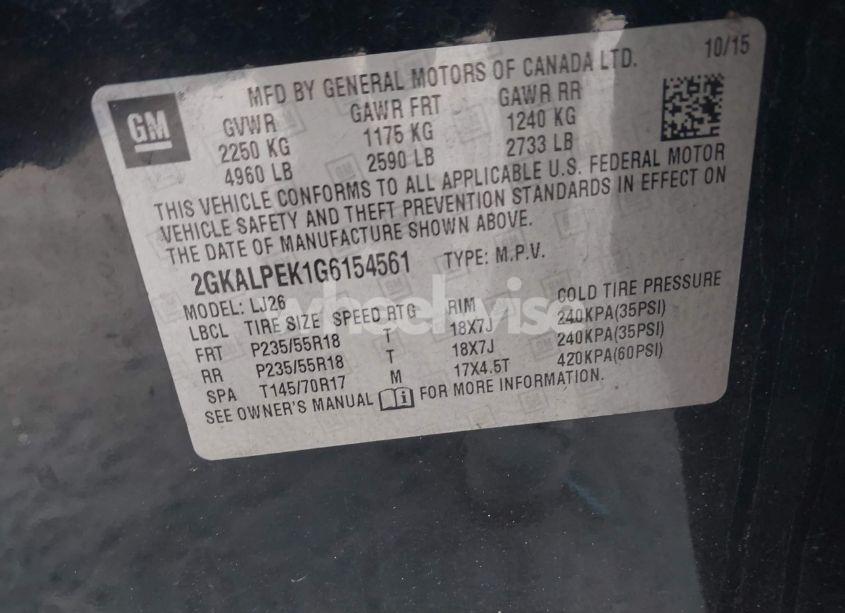 GM
MFD BY GENERAL MOTORS OF CANADA LTD. 10/15
GVWR GAWR FRT GAWR RR
2250 KG 1175 KG 1240 KG
4960 LB 2590 LB 2733 LB
THIS VEHICLE CONFORMS TO ALL APPLICABLE U.S. FEDERAL MOTOR
VEHICLE SAFETY AND THEFT PREVENTION STANDARDS IN EFFECT ON
THE DATE OF MANUFACTURE SHOWN ABOVE.
2GKALPEK1G6154561 TYPE: M.P.V.
MODEL: LJ26
LBCL TIRE SIZE SPEED RTG RIM COLD TIRE PRESSURE
FRT P235/55R18 T 18X7J 240KPA(35PSI)
RR P235/55R18 T 18X7J 240KPA(35PSI)
SPA T145/70R17 M 17X4.5T 420KPA(60PSI)
SEE OWNER'S MANUAL FOR MORE INFORMATION.
wheelwise